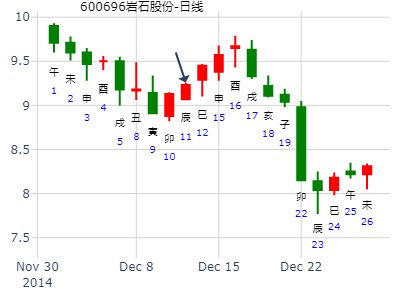 600696岩石股份-日线
10
9.5
9
8.5
8
7.5
午
1
未
2
申
3
酉
4
戌
5
丑
8
寅
9
卯
10
辰
11
巳
12
申
15
酉
16
戌
17
亥
18
子
19
卯
22
辰
23
巳
24
午
25
未
26
Nov 30
2014
Dec 8
Dec 15
Dec 22